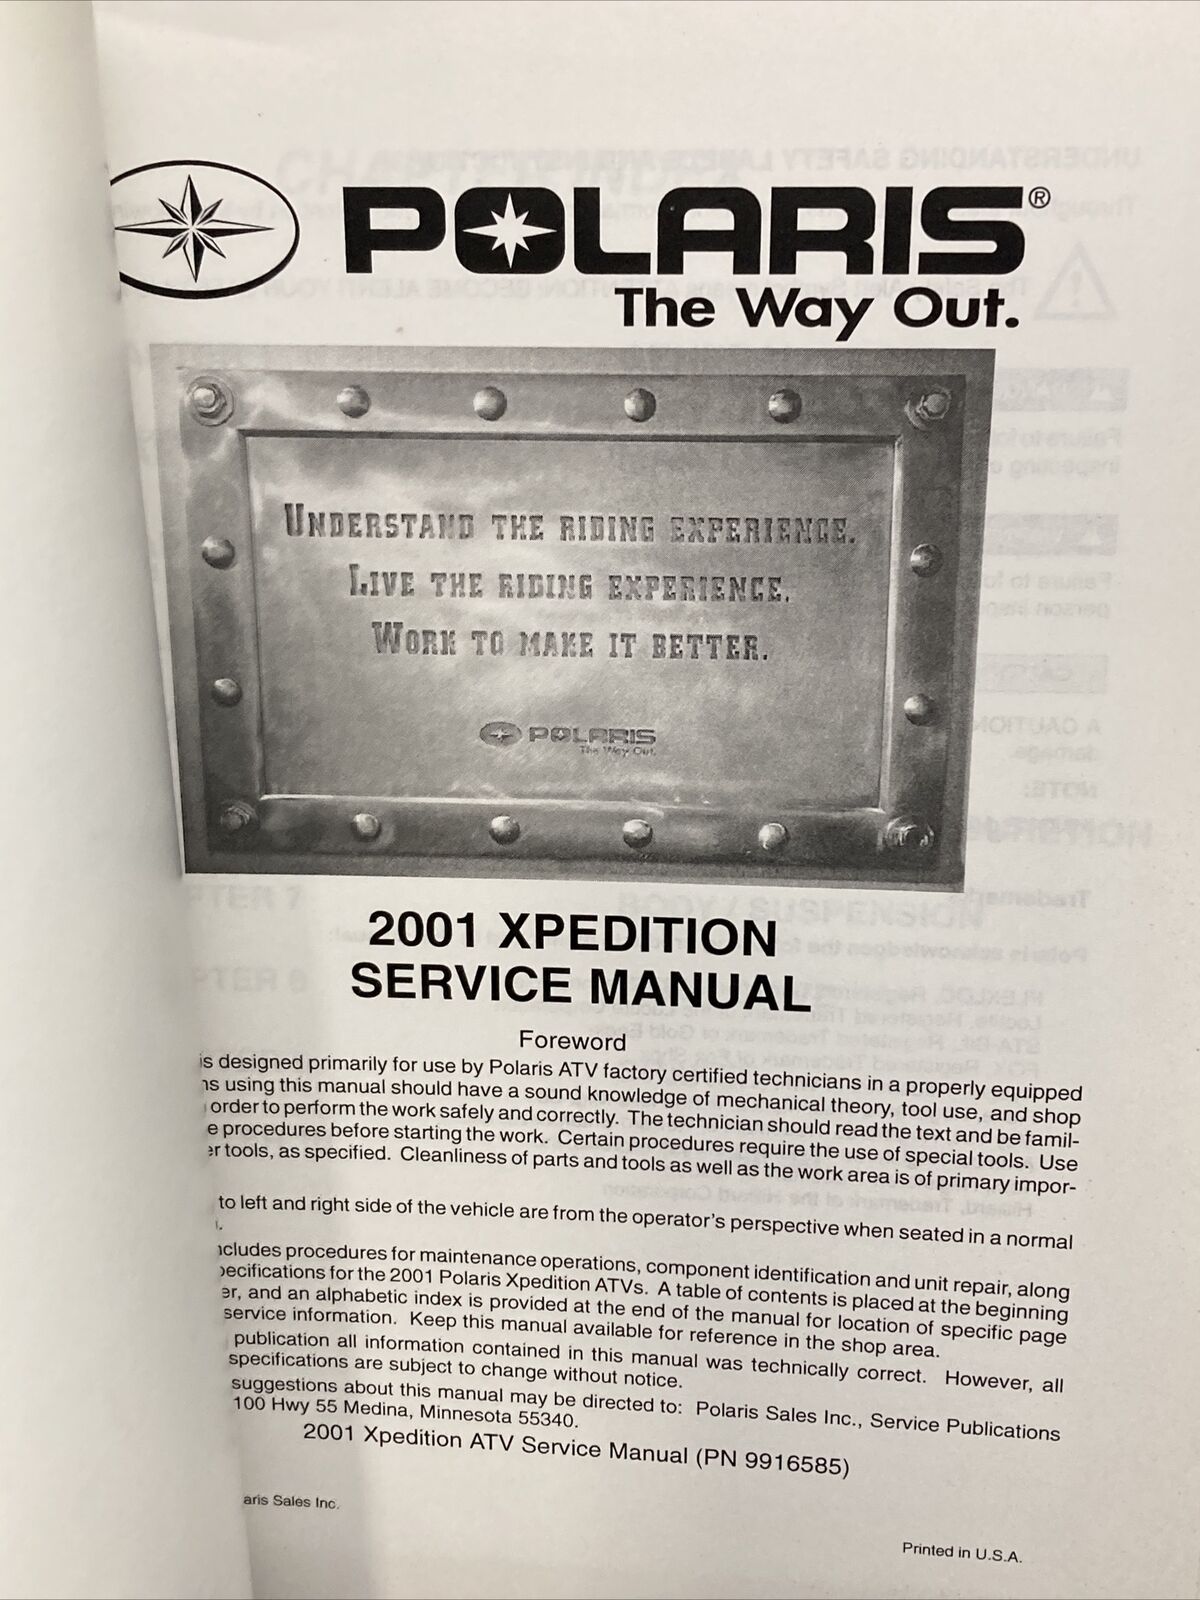 POLARIS®
The Way Out.
UNDERSTAND THE RIDING EXPERIENCE.
LIVE THE RIDING EXPERIENCE.
WORK TO MAKE IT BETTER.
POLARIS
The Way Out.
2001 XPEDITION
SERVICE MANUAL
Foreword
is designed primarily for use by Polaris ATV factory certified technicians in a properly equipped
using this manual should have a sound knowledge of mechanical theory, tool use, and shop
order to perform the work safely and correctly. The technician should read the text and be famil-
procedures before starting the work. Certain procedures require the use of special tools. Use
tools, as specified. Cleanliness of parts and tools as well as the work area is of primary impor-
to left and right side of the vehicle are from the operator's perspective when seated in a normal
procedures for maintenance operations, component identification and unit repair, along
for the 2001 Polaris Xpedition ATVs. A table of contents is placed at the beginning
and an alphabetic index is provided at the end of the manual for location of specific page
service information. Keep this manual available for reference in the shop area.
publication all information contained in this manual was technically correct. However, all
specifications are subject to change without notice.
suggestions about this manual may be directed to: Polaris Sales Inc., Service Publications
100 Hwy 55 Medina, Minnesota 55340.
2001 Xpedition ATV Service Manual (PN 9916585)
aris Sales Inc.
Printed in U.S.A.